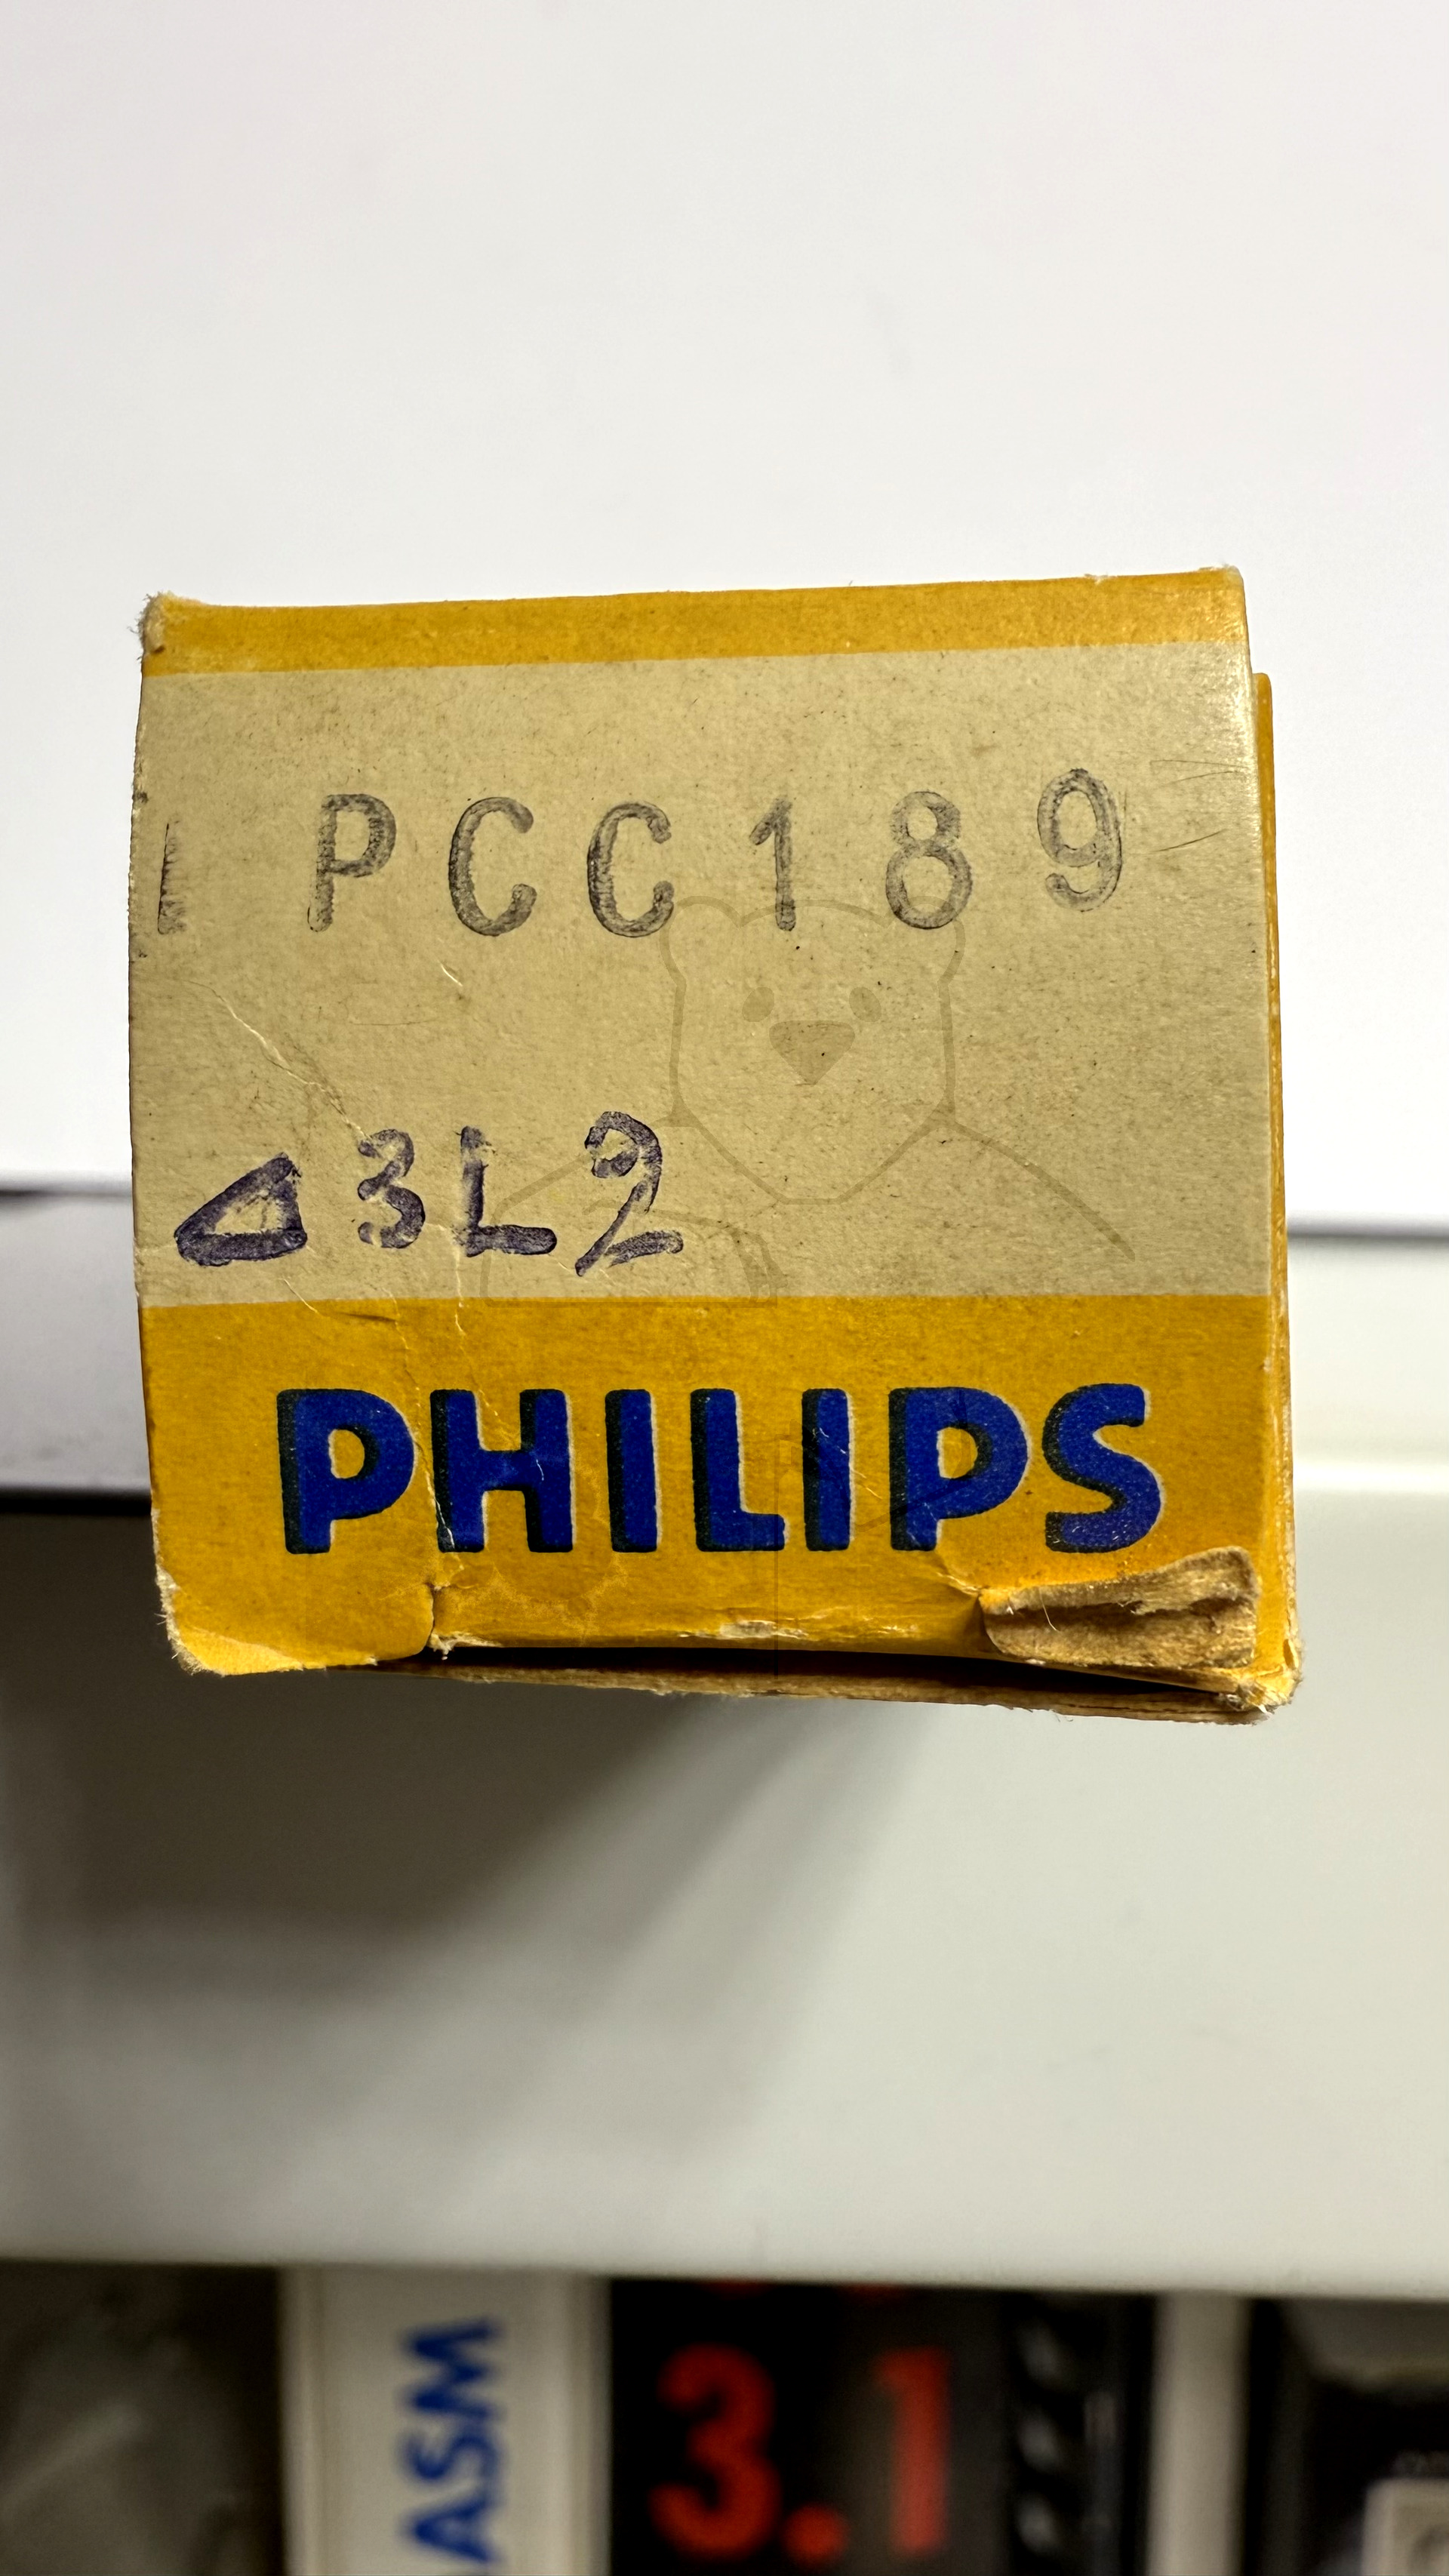 PCC189
△3L2
PHILIPS
ASM
3.1